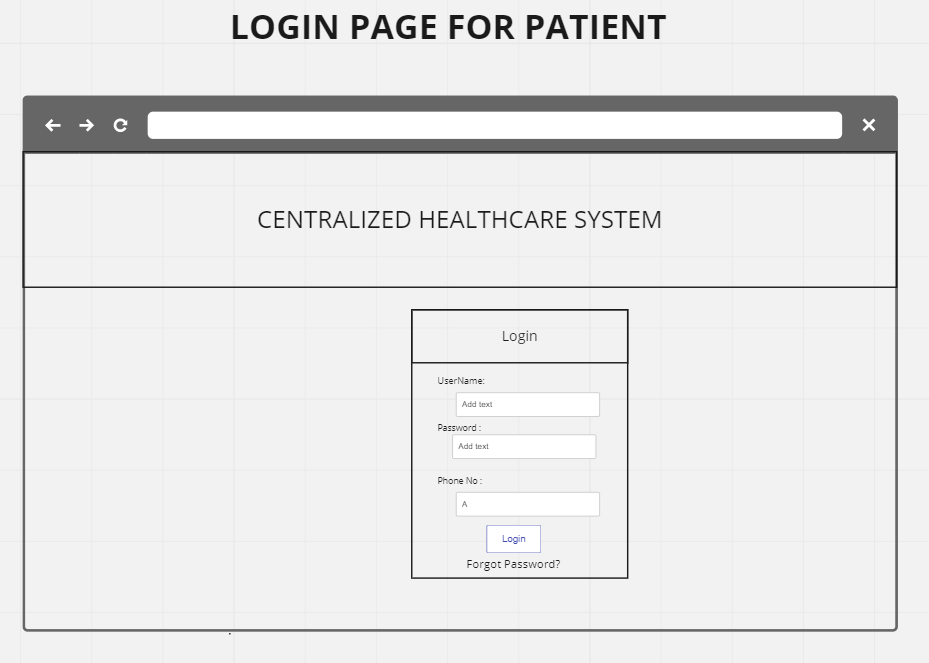 LOGIN PAGE FOR PATIENT
CENTRALIZED HEALTHCARE SYSTEM
Login
UserName:
Add text
Password :
Add text
Phone No :
A
Login
Forgot Password?